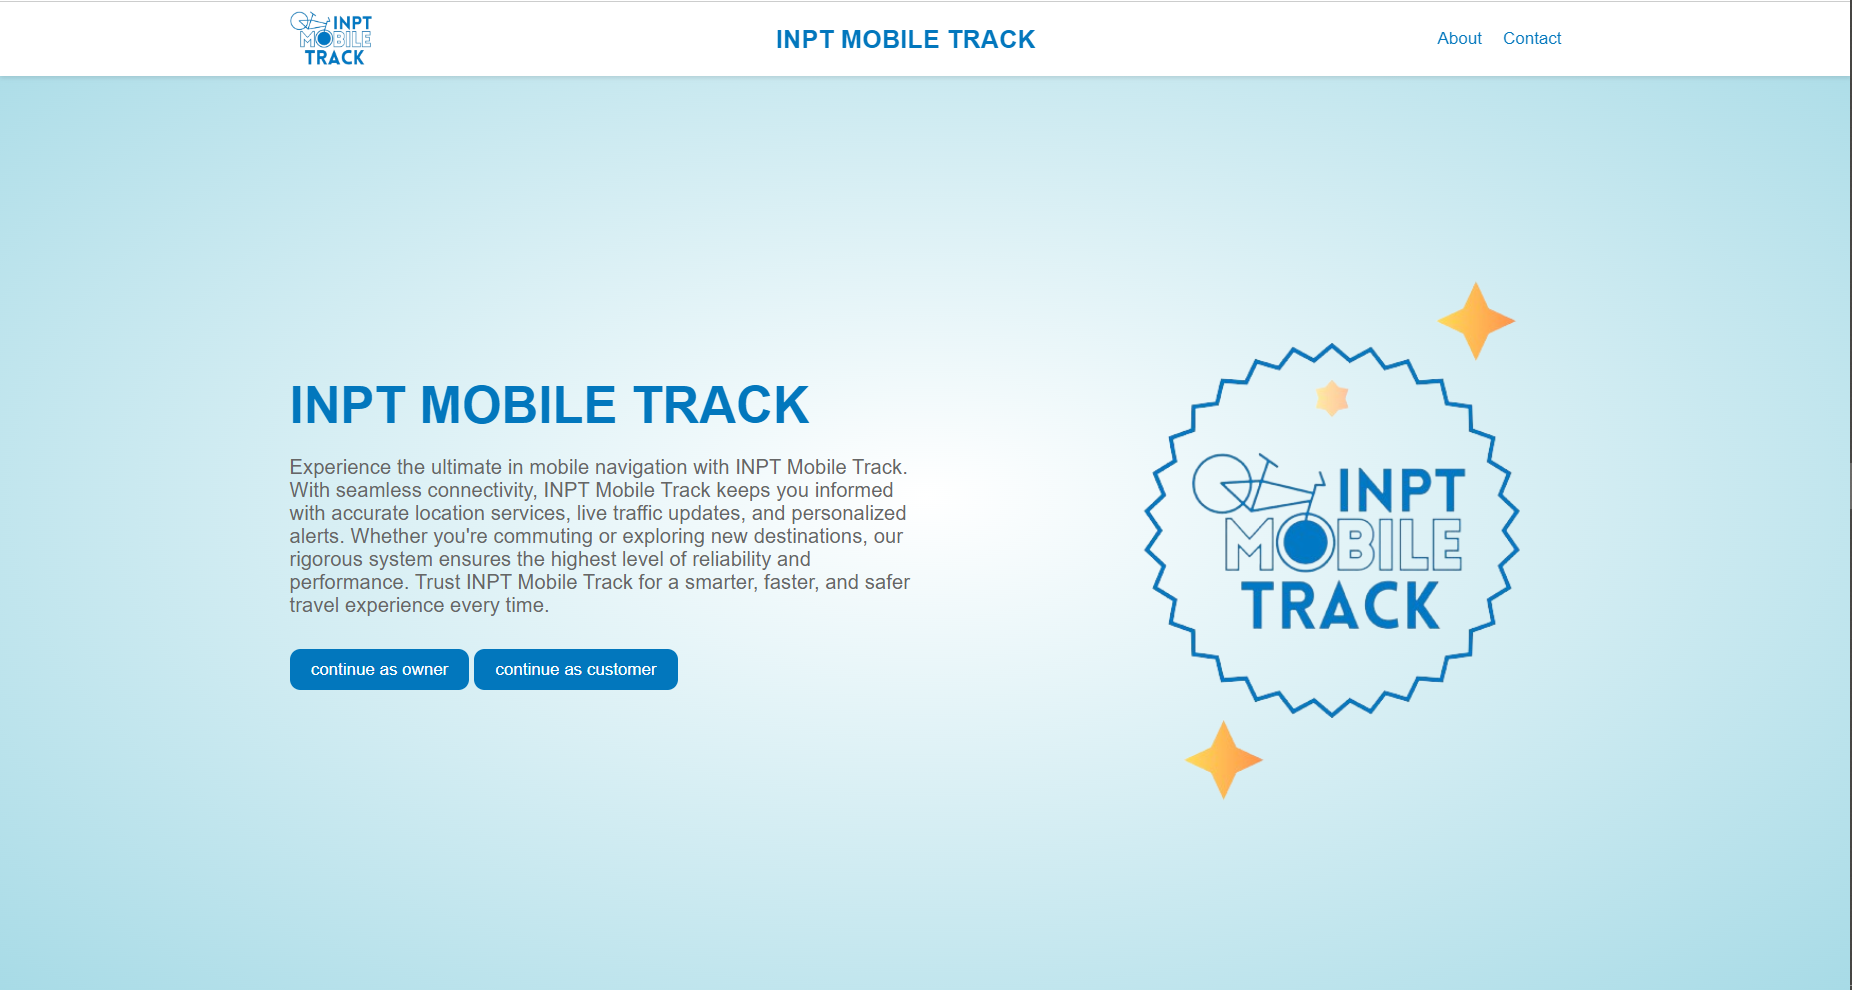 INPT
MOBILE
TRACK
INPT MOBILE TRACK
About Contact
INPT MOBILE TRACK
Experience the ultimate in mobile navigation with INPT Mobile Track.
With seamless connectivity, INPT Mobile Track keeps you informed
with accurate location services, live traffic updates, and personalized
alerts. Whether you're commuting or exploring new destinations, our
rigorous system ensures the highest level of reliability and
performance. Trust INPT Mobile Track for a smarter, faster, and safer
travel experience every time.
continue as owner continue as customer
INPT
MOBILE
TRACK